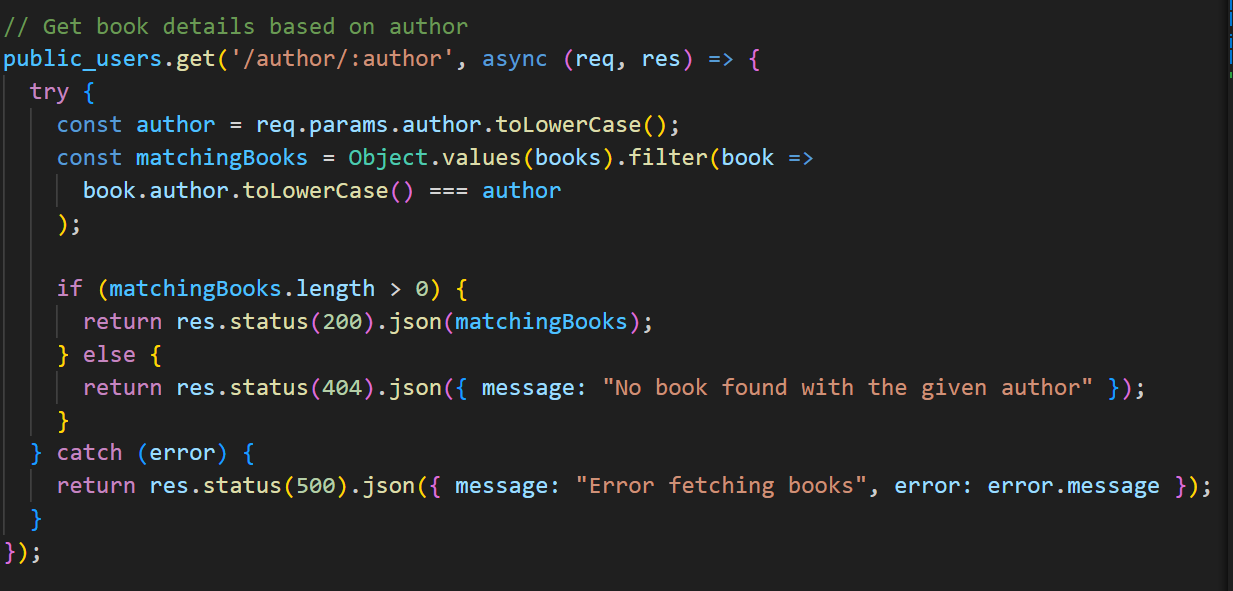 // Get book details based on author
public_users.get('/author/:author', async (req, res) => {
  try {
    const author = req.params.author.toLowerCase();
    const matchingBooks = Object.values(books).filter(book =>
      book.author.toLowerCase() === author
    );

    if (matchingBooks.length > 0) {
      return res.status(200).json(matchingBooks);
    } else {
      return res.status(404).json({ message: "No book found with the given author" });
    }
  } catch (error) {
    return res.status(500).json({ message: "Error fetching books", error: error.message });
  }
});